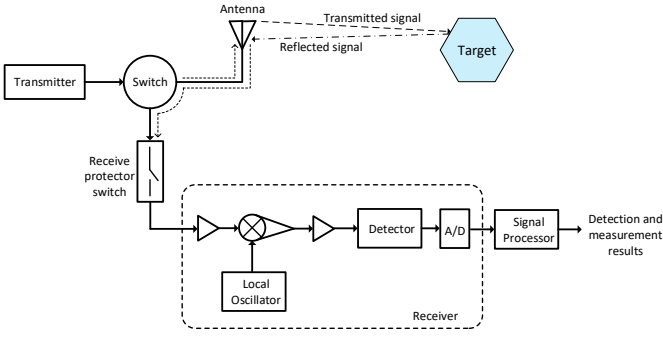 Antenna
Transmitted signal
Reflected signal
Target
Transmitter
Switch
Receive
protector
switch
Detector
A/D
Signal
Processor
Detection and
measurement
results
Local
Oscillator
Receiver